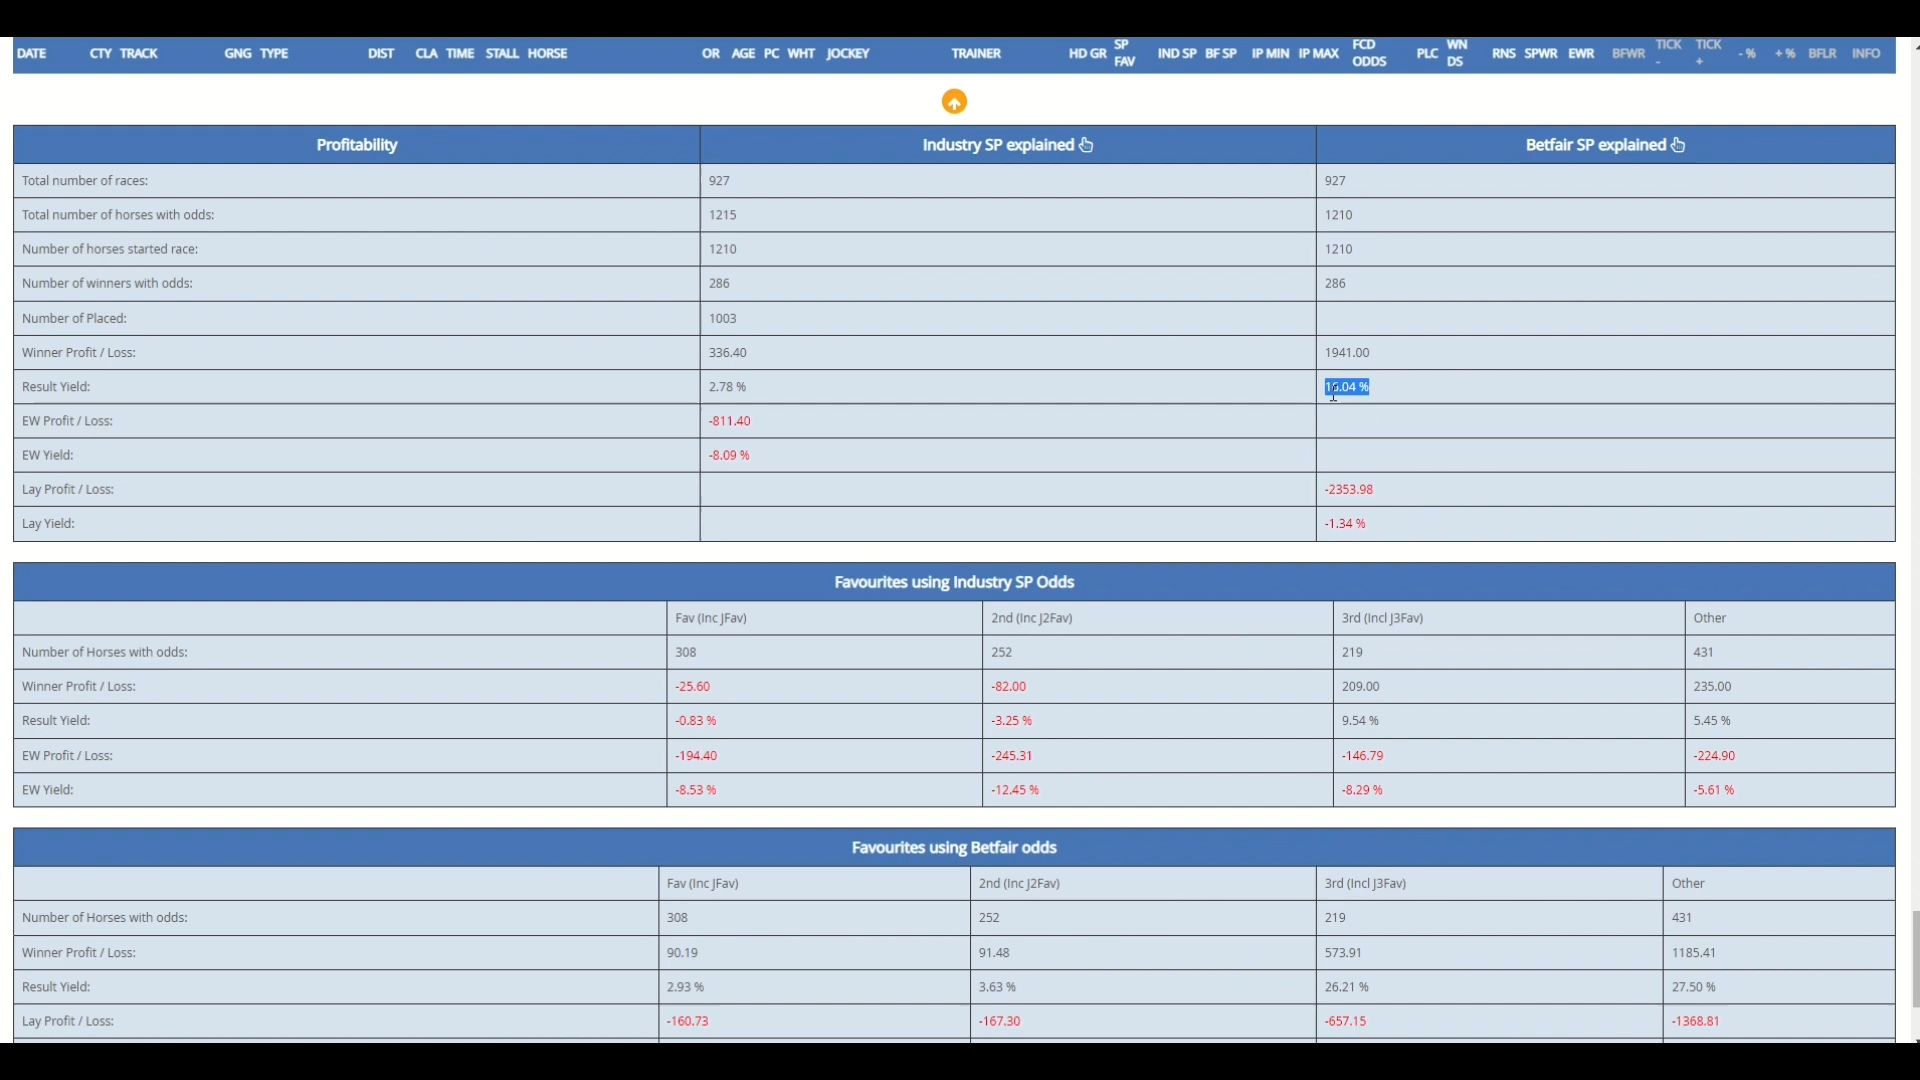 DATE CTY TRACK GNG TYPE DIST CLA TIME STALL HORSE OR AGE PC WHT JOCKEY TRAINER HD GR SP FAV IND SP BF SP IP MIN IP MAX FCD ODDS PLC WN DS RNS SPWR EWR BFWR TICK - TICK + - % + % BFLR INFO
Profitability Industry SP explained Betfair SP explained
Total number of races: 927 927
Total number of horses with odds: 1215 1210
Number of horses started race: 1210 1210
Number of winners with odds: 286 286
Number of Placed: 1003
Winner Profit / Loss: 336.40 1941.00
Result Yield: 2.78 % 16.04 %
EW Profit / Loss: -811.40
EW Yield: -8.09 %
Lay Profit / Loss: -2353.98
Lay Yield: -1.34 %
Favourites using Industry SP Odds
Fav (Inc JFav) 2nd (Inc J2Fav) 3rd (Incl J3Fav) Other
Number of Horses with odds: 308 252 219 431
Winner Profit / Loss: -25.60 -82.00 209.00 235.00
Result Yield: -0.83 % -3.25 % 9.54 % 5.45 %
EW Profit / Loss: -194.40 -245.31 -146.79 -224.90
EW Yield: -8.53 % -12.45 % -8.29 % -5.61 %
Favourites using Betfair odds
Fav (Inc JFav) 2nd (Inc J2Fav) 3rd (Incl J3Fav) Other
Number of Horses with odds: 308 252 219 431
Winner Profit / Loss: 90.19 91.48 573.91 1185.41
Result Yield: 2.93 % 3.63 % 26.21 % 27.50 %
Lay Profit / Loss: -160.73 -167.30 -657.15 -1368.81